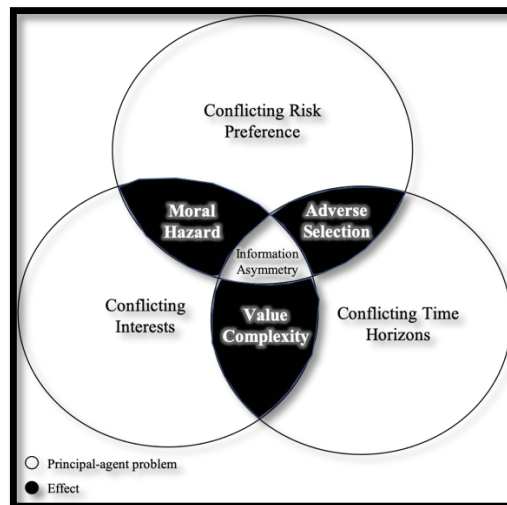 Conflicting Risk
Preference
Moral
Hazard
Adverse
Selection
Information
Asymmetry
Conflicting
Interests
Value
Complexity
Conflicting Time
Horizons
Principal-agent problem
Effect